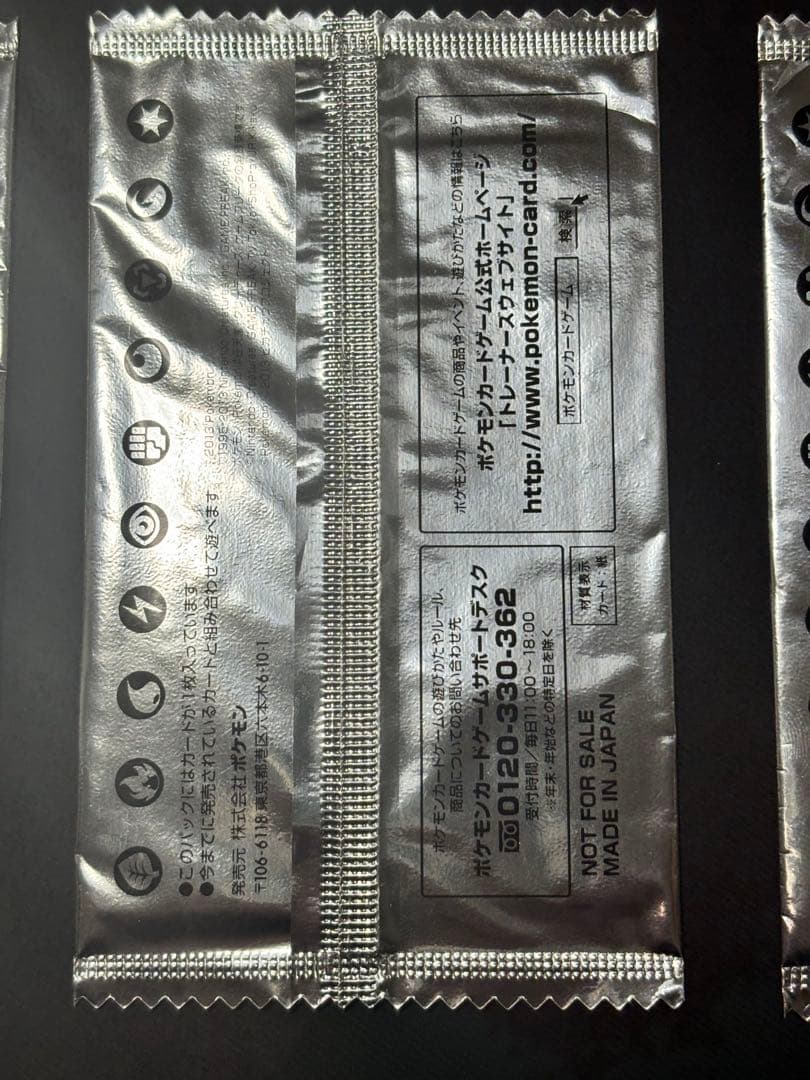 ●このパックにはカードが1枚入っています。
●今までに発売されているカードと組み合わせて遊べます。
発売元 株式会社ポケモン
〒106-6118 東京都港区六本木6-10-1
©2013 Pokémon.
ポケモンカードゲームの遊びかたやルール、
商品についてのお問い合わせ先
ポケモンカードゲームサポートデスク
0120-330-362
受付時間/毎日11:00～18:00
※年末・年始などの特定日を除く
NOT FOR SALE
MADE IN JAPAN
材質表示
カード:紙
ポケモンカードゲームの商品やイベント、遊びかたなどの情報はこちら
ポケモンカードゲーム公式ホームページ
「トレーナーズウェブサイト」
http://www.pokemon-card.com/
ポケモンカードゲーム 検索